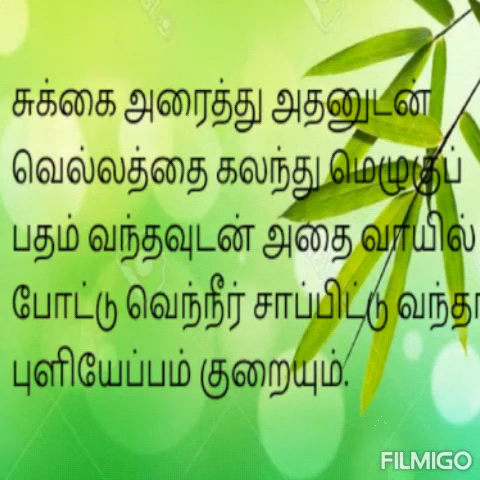 சுக்கை அரைத்து அதனுடன்
வெல்லத்தை கலந்து மெழுகுப்
பதம் வந்தவுடன் அதை வாயில்
போட்டு வெந்நீர் சாப்பிட்டு வந்தா
புளியேப்பம் குறையும்.
FILMIGO